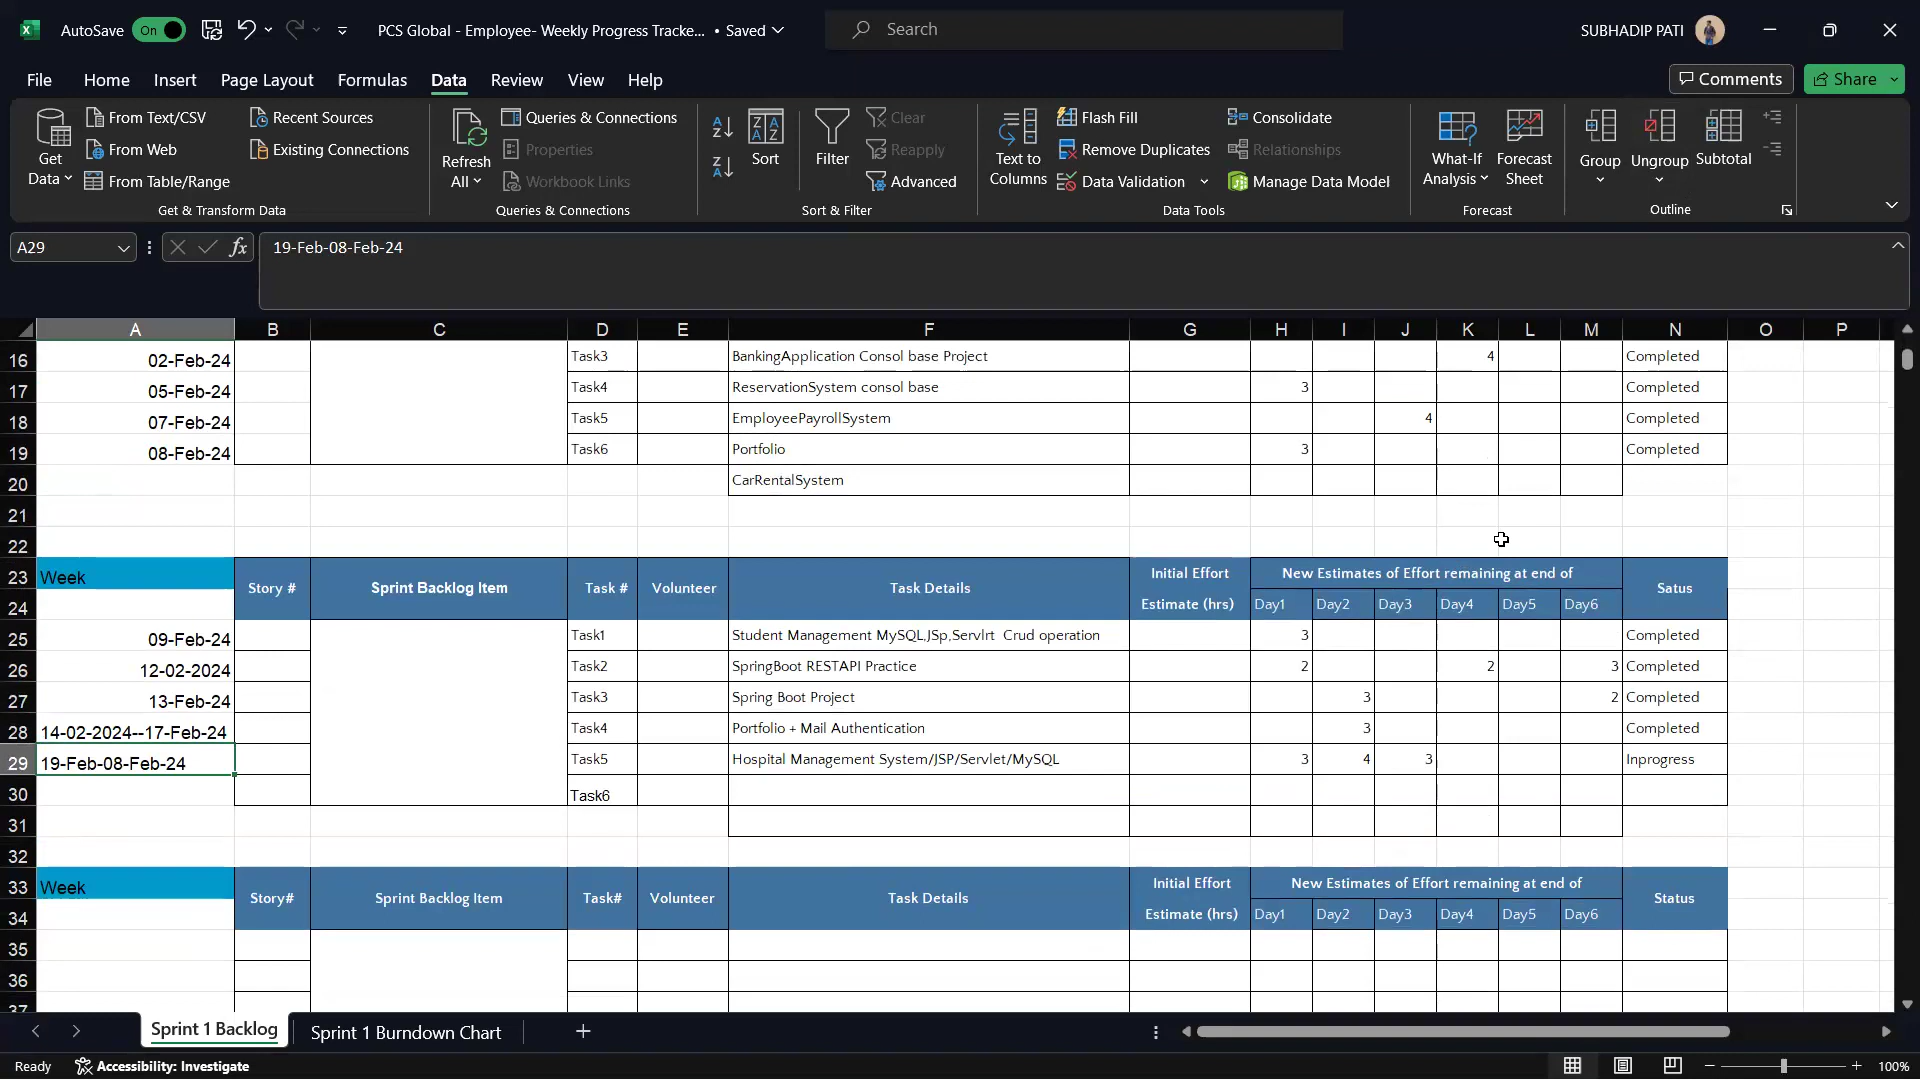 AutoSave On PCS Global - Employee- Weekly Progress Tracke... • Saved Search SUBHADIP PATI
File Home Insert Page Layout Formulas Data Review View Help Comments Share
Get Data From Text/CSV From Web From Table/Range Recent Sources Existing Connections
Get & Transform Data
Refresh All Queries & Connections Properties Workbook Links
Queries & Connections
A Z Z A Z A A Z Sort Filter Clear Reapply Advanced
Sort & Filter
Text to Columns Flash Fill Remove Duplicates Data Validation Consolidate Relationships Manage Data Model
Data Tools
What-If Analysis Forecast Sheet
Forecast
Group Ungroup Subtotal
Outline
A29 fx 19-Feb-08-Feb-24
A B C D E F G H I J K L M N O P
16 02-Feb-24 Task3 BankingApplication Consol base Project 4 Completed
17 05-Feb-24 Task4 ReservationSystem consol base 3 Completed
18 07-Feb-24 Task5 EmployeePayrollSystem 4 Completed
19 08-Feb-24 Task6 Portfolio 3 Completed
20 CarRentalSystem
21
22
23 Week Story # Sprint Backlog Item Task # Volunteer Task Details Initial Effort New Estimates of Effort remaining at end of Satus
24 Estimate (hrs) Day1 Day2 Day3 Day4 Day5 Day6
25 09-Feb-24 Task1 Student Management MySQL,JSp,Servlrt Crud operation 3 Completed
26 12-02-2024 Task2 SpringBoot RESTAPI Practice 2 2 3 Completed
27 13-Feb-24 Task3 Spring Boot Project 3 2 Completed
28 14-02-2024--17-Feb-24 Task4 Portfolio + Mail Authentication 3 Completed
29 19-Feb-08-Feb-24 Task5 Hospital Management System/JSP/Servlet/MySQL 3 4 3 Inprogress
30 Task6
31
32
33 Week Story# Sprint Backlog Item Task# Volunteer Task Details Initial Effort New Estimates of Effort remaining at end of Status
34 Estimate (hrs) Day1 Day2 Day3 Day4 Day5 Day6
35
36
37
Sprint 1 Backlog Sprint 1 Burndown Chart
Ready Accessibility: Investigate 100%